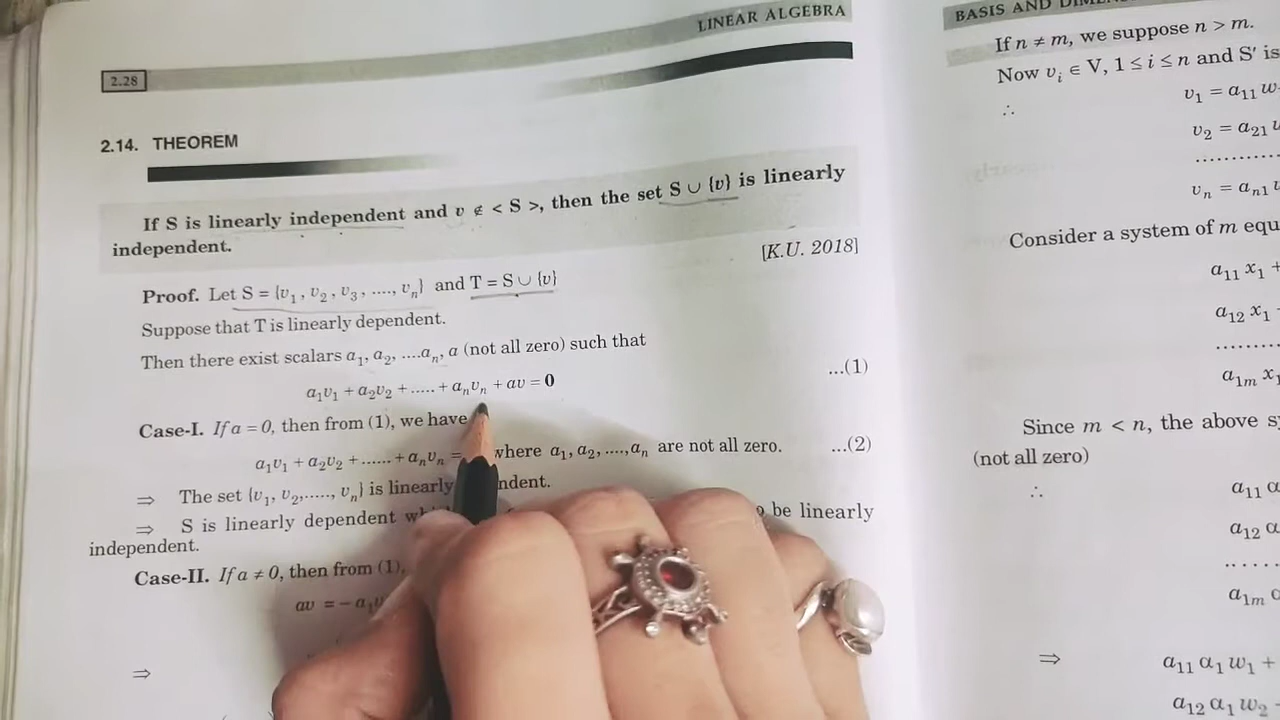 LINEAR ALGEBRA
2.28
2.14. THEOREM
If S is linearly independent and v ∉ < S >, then the set S ∪ {v} is linearly
independent.
[K.U. 2018]
Proof. Let S = {v₁, v₂, v₃, ...., vₙ} and T = S ∪ {v}
Suppose that T is linearly dependent.
Then there exist scalars a₁, a₂, ....aₙ, a (not all zero) such that
a₁v₁ + a₂v₂ + ..... + aₙvₙ + av = 0 ...(1)
Case-I. If a = 0, then from (1), we have
a₁v₁ + a₂v₂ + ...... + aₙvₙ = where a₁, a₂, ...., aₙ are not all zero. ...(2)
⇒ The set {v₁, v₂,....., vₙ} is linearly
⇒ S is linearly dependent be linearly
independent.
Case-II. If a ≠ 0, then from (1),
av = – a₁v
⇒
BASIS AND
If n ≠ m, we suppose n > m.
Now vᵢ ∈ V, 1 ≤ i ≤ n and S′ is
∴ v₁ = a₁₁ w
v₂ = a₂₁
............
vₙ = aₙ₁
Consider a system of m equ
a₁₁ x₁ +
a₁₂ x₁
.........
a₁ₘ x₁
Since m < n, the above
(not all zero)
∴ a₁₁ α
a₁₂ α
......
a₁ₘ α
⇒ a₁₁ α₁ w₁ +
a₁₂ α₁ w₂